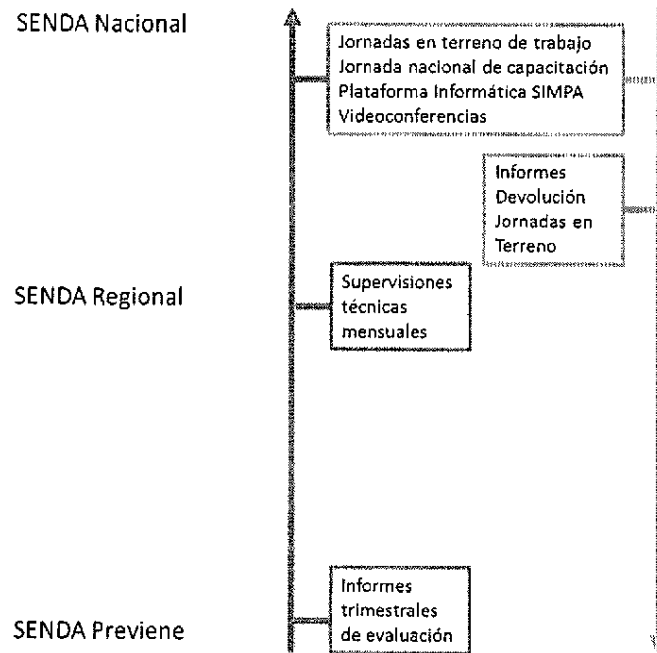 SENDA Nacional
Jornadas en terreno de trabajo
Jornada nacional de capacitación
Plataforma Informática SIMPA
Videoconferencias
Informes
Devolución
Jornadas en
Terreno
SENDA Regional
Supervisiones
técnicas
mensuales
Informes
trimestrales
de evaluación
SENDA Previene